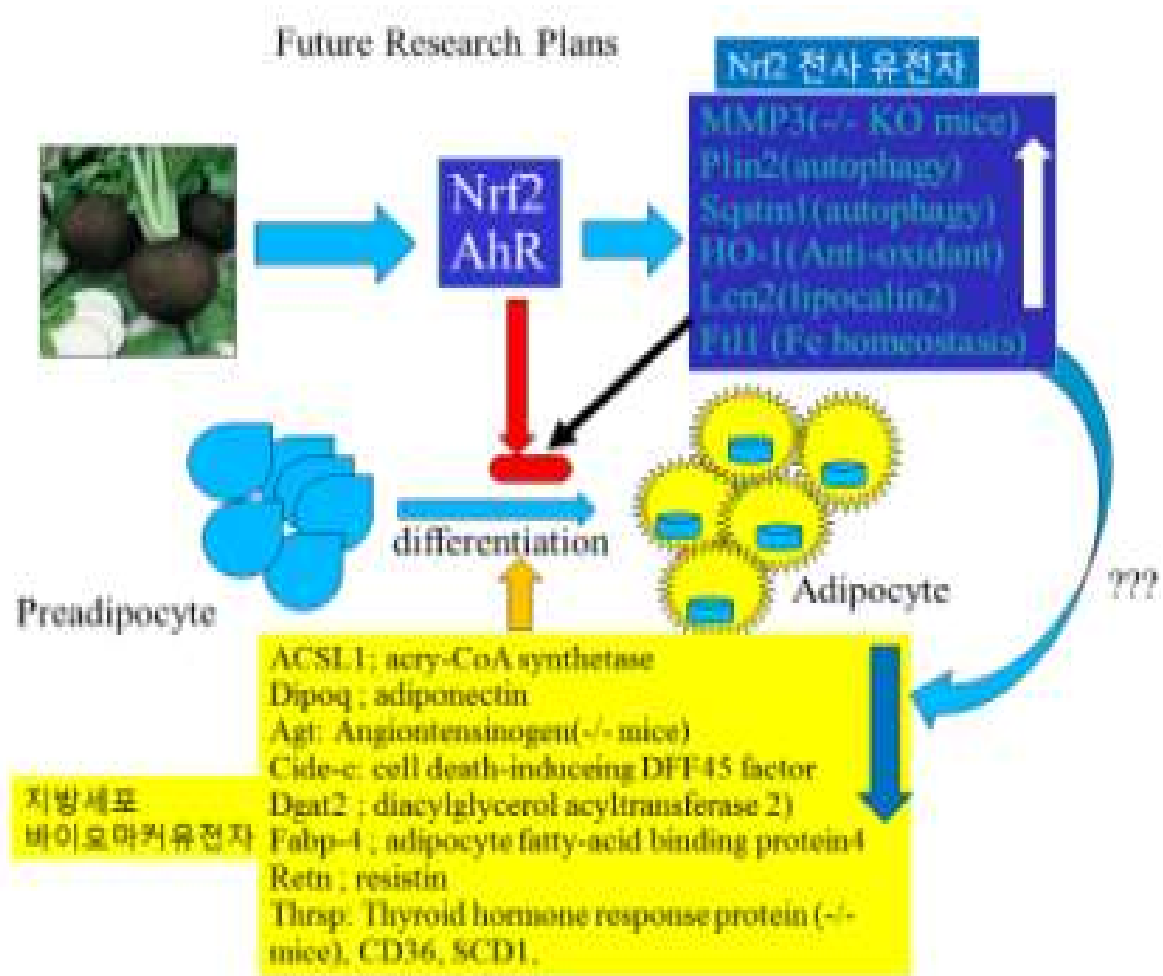 Future Research Plans
Nrf2 전사 유전자
MMP3(-/- KO mice)
Plin2(autophagy)
Sqstm1(autophagy)
HO-1(Anti-oxidant)
Lcn2(lipocalin2)
Ftl1 (Fe homeostasis)
Nrf2
AhR
differentiation
Preadipocyte
Adipocyte
???
ACSL1; acry-CoA synthetase
Dipoq ; adiponectin
Agt: Angiontensinogen(-/- mice)
Cide-c: cell death-induceing DFF45 factor
Dgat2 ; diacylglycerol acyltransferase 2)
Fabp-4 ; adipocyte fatty-acid binding protein4
Retn ; resistin
Thrsp: Thyroid hormone response protein (-/-
mice), CD36, SCD1,
지방세포
바이오마커유전자